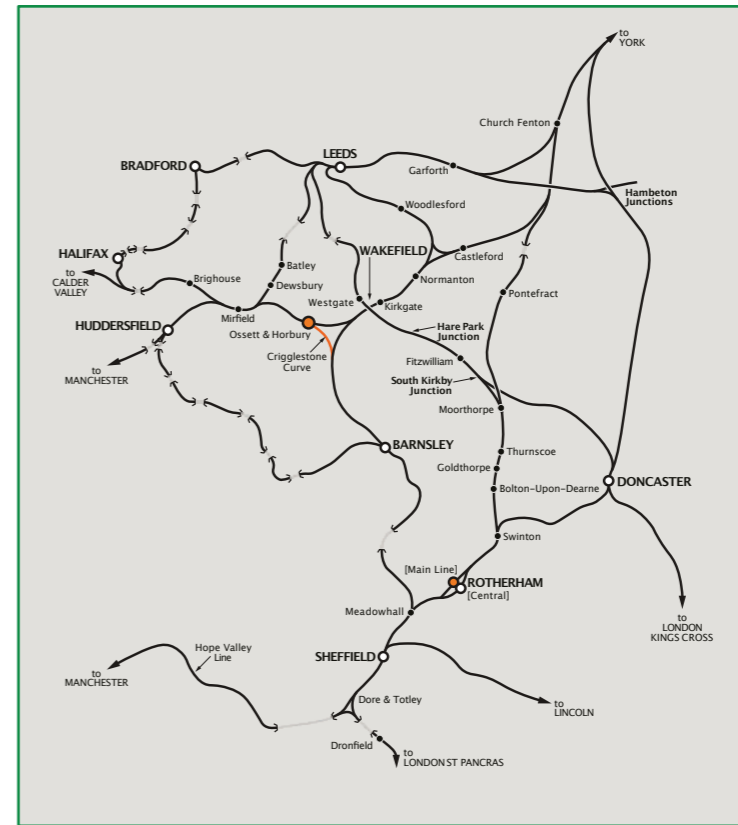 to
YORK
Church Fenton
LEEDS
BRADFORD
Garforth
Hambeton
Junctions
Woodlesford
WAKEFIELD
HALIFAX
Castleford
to
CALDER
VALLEY
Batley
Normanton
Brighouse
Dewsbury
Pontefract
Westgate
Kirkgate
Mirfield
HUDDERSFIELD
Ossett & Horbury
Hare Park
Junction
Crigglestone
Curve
Fitzwilliam
to
MANCHESTER
South Kirkby
Junction
Moorthorpe
BARNSLEY
Thurnscoe
Goldthorpe
DONCASTER
Bolton-Upon-Dearne
Swinton
[Main Line]
ROTHERHAM
[Central]
Meadowhall
to
LONDON
KINGS CROSS
Hope Valley
Line
SHEFFIELD
to
MANCHESTER
Dore & Totley
to
LINCOLN
Dronfield
to
LONDON ST PANCRAS